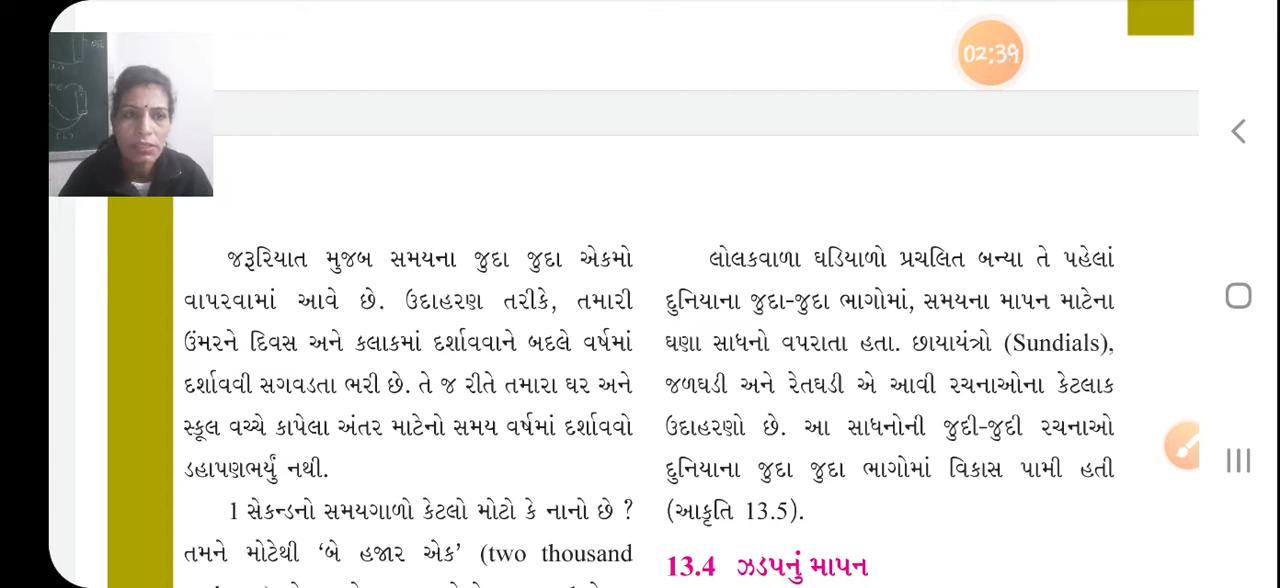 02:39
જરૂરિયાત મુજબ સમયના જુદા જુદા એકમો
વાપરવામાં આવે છે. ઉદાહરણ તરીકે, તમારી
ઉંમરને દિવસ અને કલાકમાં દર્શાવવાને બદલે વર્ષમાં
દર્શાવવી સગવડતા ભરી છે. તે જ રીતે તમારા ઘર અને
સ્કૂલ વચ્ચે કાપેલા અંતર માટેનો સમય વર્ષમાં દર્શાવવો
ડહાપણભર્યું નથી.
1 સેકન્ડનો સમયગાળો કેટલો મોટો કે નાનો છે ?
તમને મોટેથી ‘બે હજાર એક’ (two thousand
લોલકવાળા ઘડિયાળો પ્રચલિત બન્યા તે પહેલાં
દુનિયાના જુદા-જુદા ભાગોમાં, સમયના માપન માટેના
ઘણા સાધનો વપરાતા હતા. છાયાયંત્રો (Sundials),
જળઘડી અને રેતઘડી એ આવી રચનાઓના કેટલાક
ઉદાહરણો છે. આ સાધનોની જુદી-જુદી રચનાઓ
દુનિયાના જુદા જુદા ભાગોમાં વિકાસ પામી હતી
(આકૃતિ 13.5).
13.4 ઝડપનું માપન